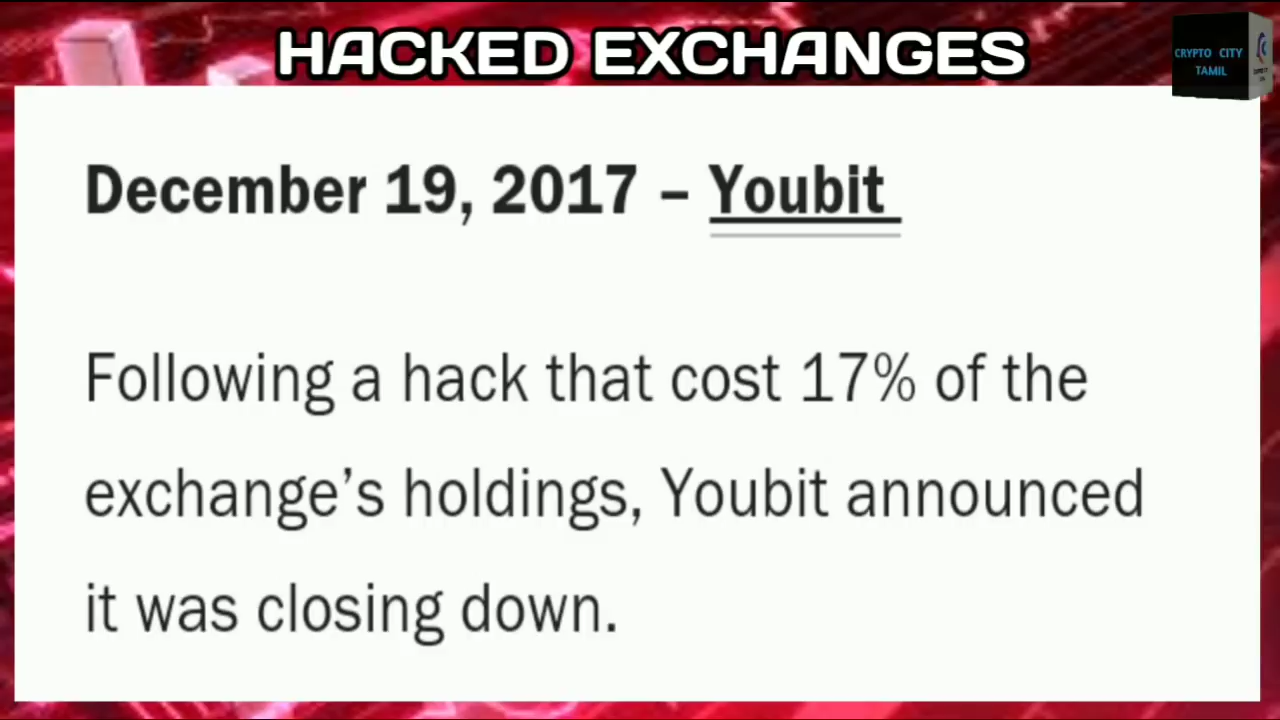 HACKED EXCHANGES
CRYPTO CITY
TAMIL
December 19, 2017 – Youbit
Following a hack that cost 17% of the
exchange’s holdings, Youbit announced
it was closing down.